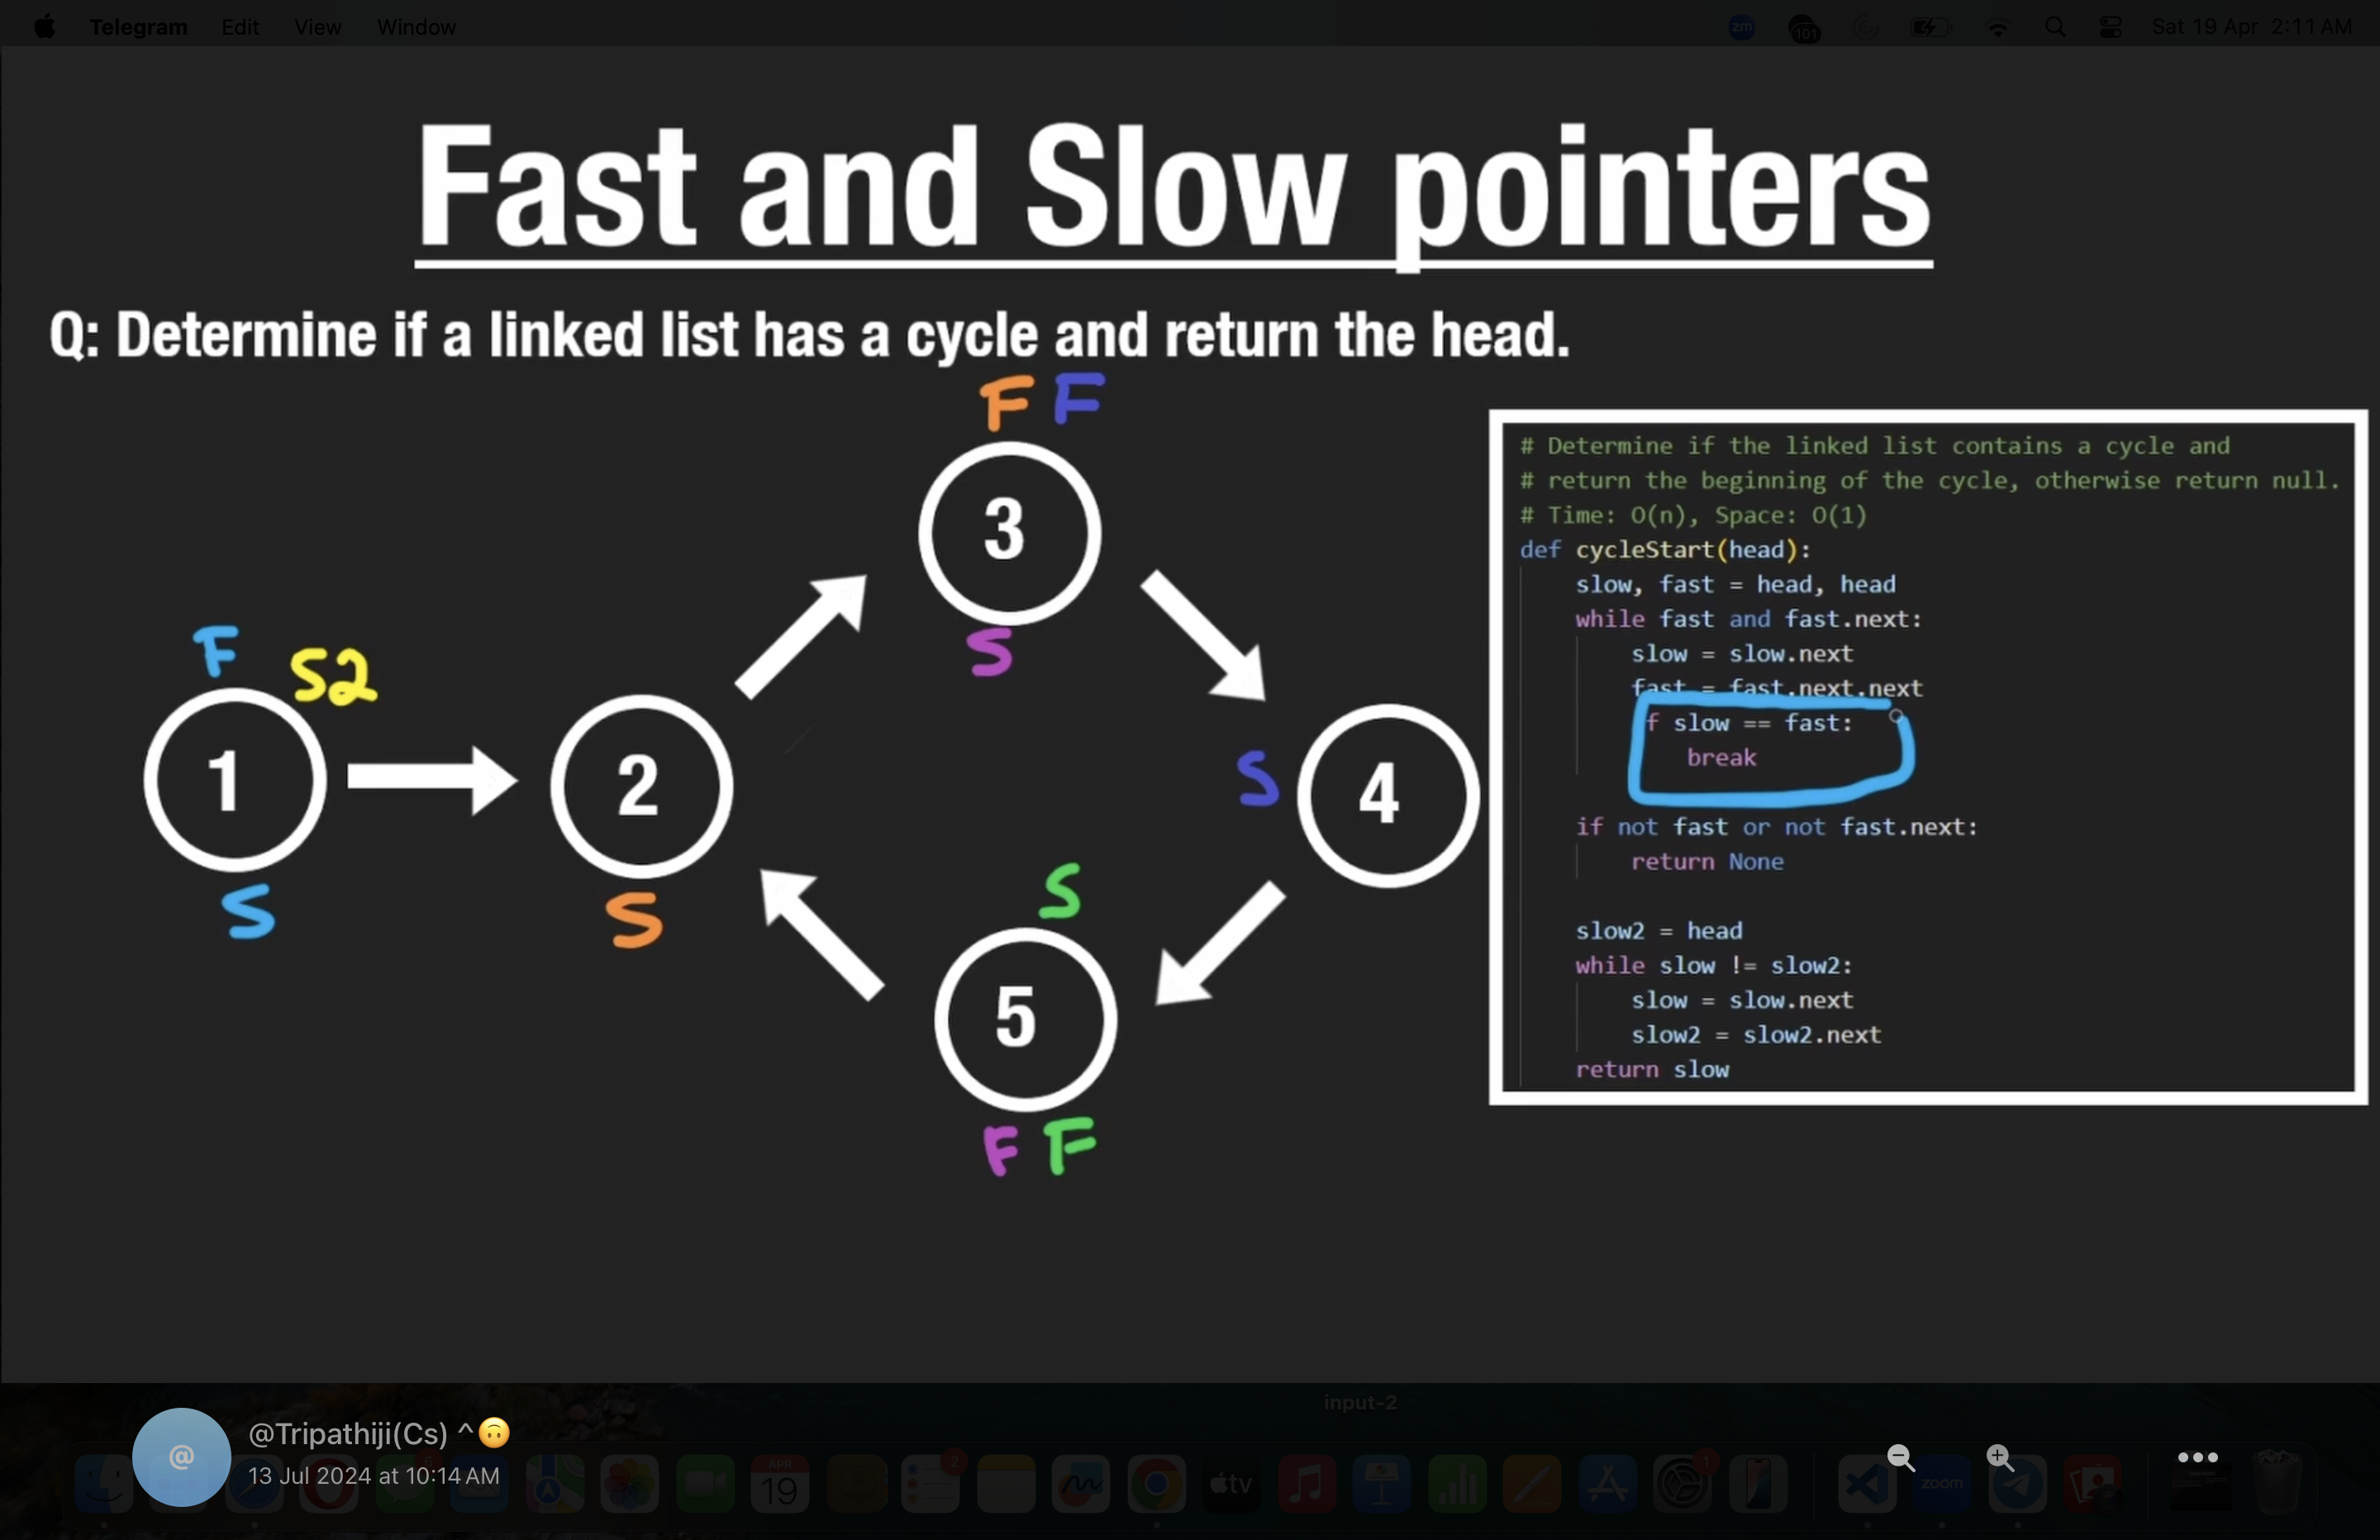 Telegram Edit View Window zm 101 Sat 19 Apr 2:11 AM
Fast and Slow pointers
Q: Determine if a linked list has a cycle and return the head.
F F
3
S
F S2
1
S
2
S
S
4
S
5
F F
# Determine if the linked list contains a cycle and
# return the beginning of the cycle, otherwise return null.
# Time: O(n), Space: O(1)
def cycleStart(head):
slow, fast = head, head
while fast and fast.next:
slow = slow.next
fast = fast.next.next
f slow == fast:
break
if not fast or not fast.next:
return None
slow2 = head
while slow != slow2:
slow = slow.next
slow2 = slow2.next
return slow
input-2
@
@Tripathiji(Cs) ^🙃
13 Jul 2024 at 10:14 AM
6
APR
19
2
tv
1
zoom